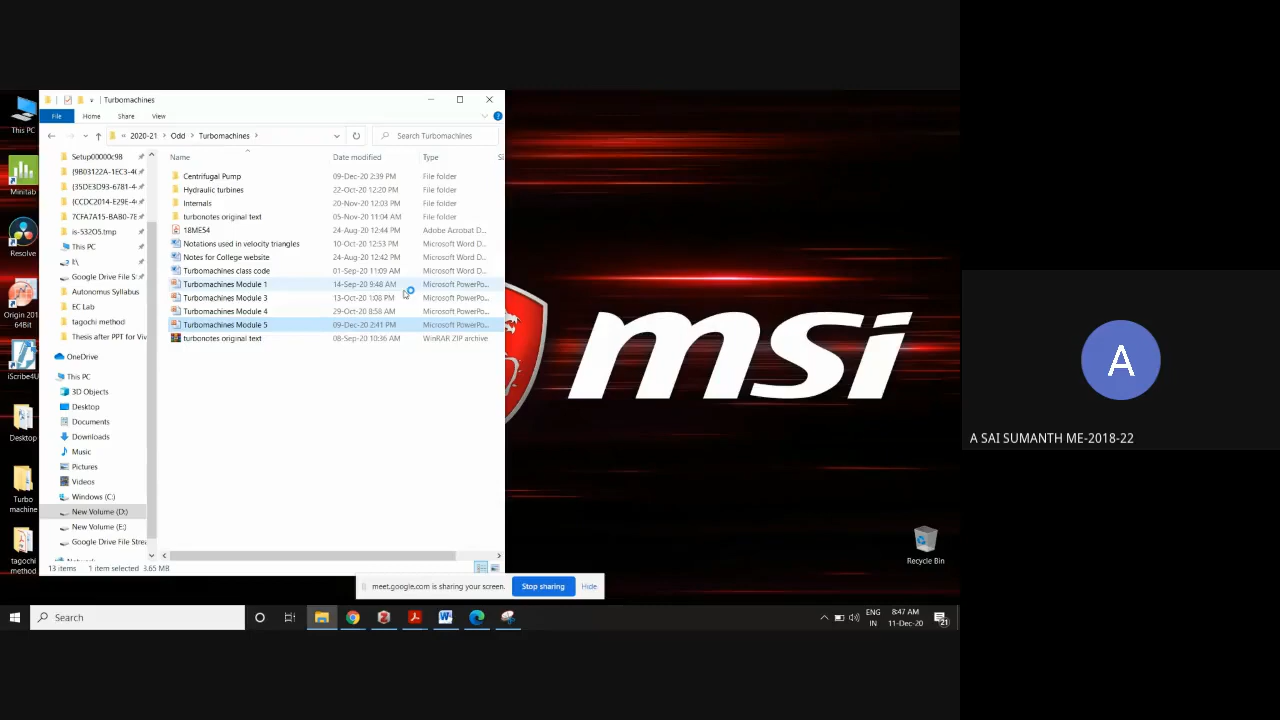 Turbomachines
File Home Share View
« 2020-21 > Odd > Turbomachines > Search Turbomachines
Name Date modified Type
Centrifugal Pump 09-Dec-20 2:39 PM File folder
Hydraulic turbines 22-Oct-20 12:20 PM File folder
Internals 20-Nov-20 12:03 PM File folder
turbonotes original text 05-Nov-20 11:04 AM File folder
18ME54 24-Aug-20 12:44 PM Adobe Acrobat D...
Notations used in velocity triangles 10-Oct-20 12:53 PM Microsoft Word D...
Notes for College website 24-Aug-20 12:42 PM Microsoft Word D...
Turbomachines class code 01-Sep-20 11:09 AM Microsoft Word D...
Turbomachines Module 1 14-Sep-20 9:48 AM Microsoft PowerPo...
Turbomachines Module 3 13-Oct-20 1:08 PM Microsoft PowerPo...
Turbomachines Module 4 29-Oct-20 8:58 AM Microsoft PowerPo...
Turbomachines Module 5 09-Dec-20 2:41 PM Microsoft PowerPo...
turbonotes original text 08-Sep-20 10:36 AM WinRAR ZIP archive
Setup00000c98
{9B03122A-1EC3-4(
{35DE3D93-6781-4
{CCDC2014-E29E-4
7CFA7A15-BAB0-7E
is-532O5.tmp
This PC
I:\
Google Drive File S
Autonomus Syllabus
EC Lab
tagochi method
Thesis after PPT for Viv
OneDrive
This PC
3D Objects
Desktop
Documents
Downloads
Music
Pictures
Videos
Windows (C:)
New Volume (D:)
New Volume (E:)
Google Drive File Stre
13 items 1 item selected 3.65 MB
This PC
Minitab
Resolve
Origin 201
64Bit
iScribe4U
Desktop
Turbo
machine
tagochi
method
msi
Recycle Bin
meet.google.com is sharing your screen. Stop sharing Hide
Search
ENG
IN
8:47 AM
11-Dec-20
21
A
A SAI SUMANTH ME-2018-22